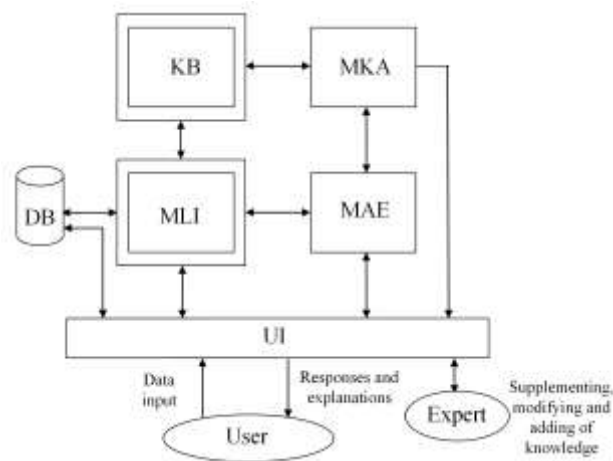 KB
MKA
DB
MLI
MAE
UI
Data
input
Responses and
explanations
User
Expert
Supplementing,
modifying and
adding of
knowledge